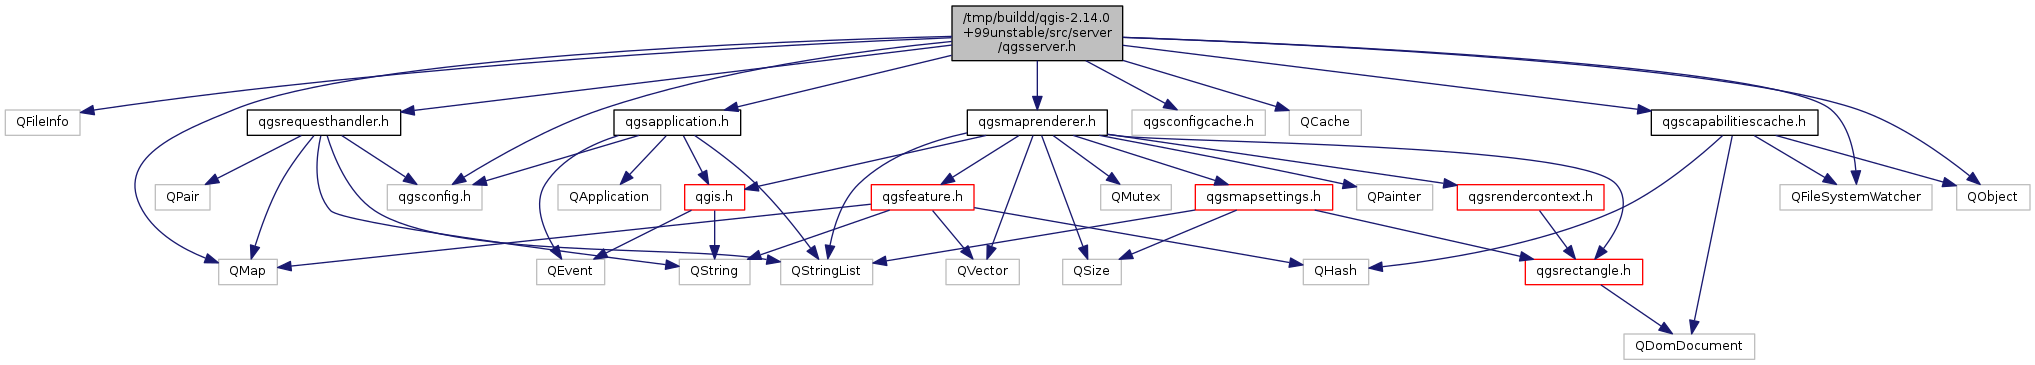 /tmp/buildd/qgis-2.14.0
+99unstable/src/server
/qgsserver.h
QFileInfo
qgsrequesthandler.h
qgsapplication.h
qgsmaprenderer.h
qgsconfigcache.h
QCache
qgscapabilitiescache.h
QPair
qgsconfig.h
QApplication
qgis.h
qgsfeature.h
QMutex
qgsmapsettings.h
QPainter
qgsrendercontext.h
QFileSystemWatcher
QObject
QMap
QEvent
QString
QStringList
QVector
QSize
QHash
qgsrectangle.h
QDomDocument